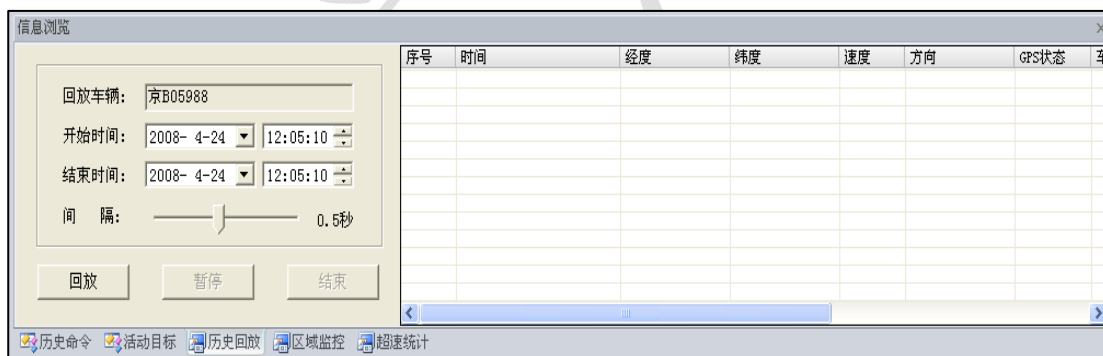 信息浏览
序号 时间 经度 纬度 速度 方向 GPS状态
回放车辆: 京B05988
开始时间: 2008- 4-24 12:05:10
结束时间: 2008- 4-24 12:05:10
间 隔: 0.5秒
回放 暂停 结束
历史命令 活动目标 历史回放 区域监控 超速统计